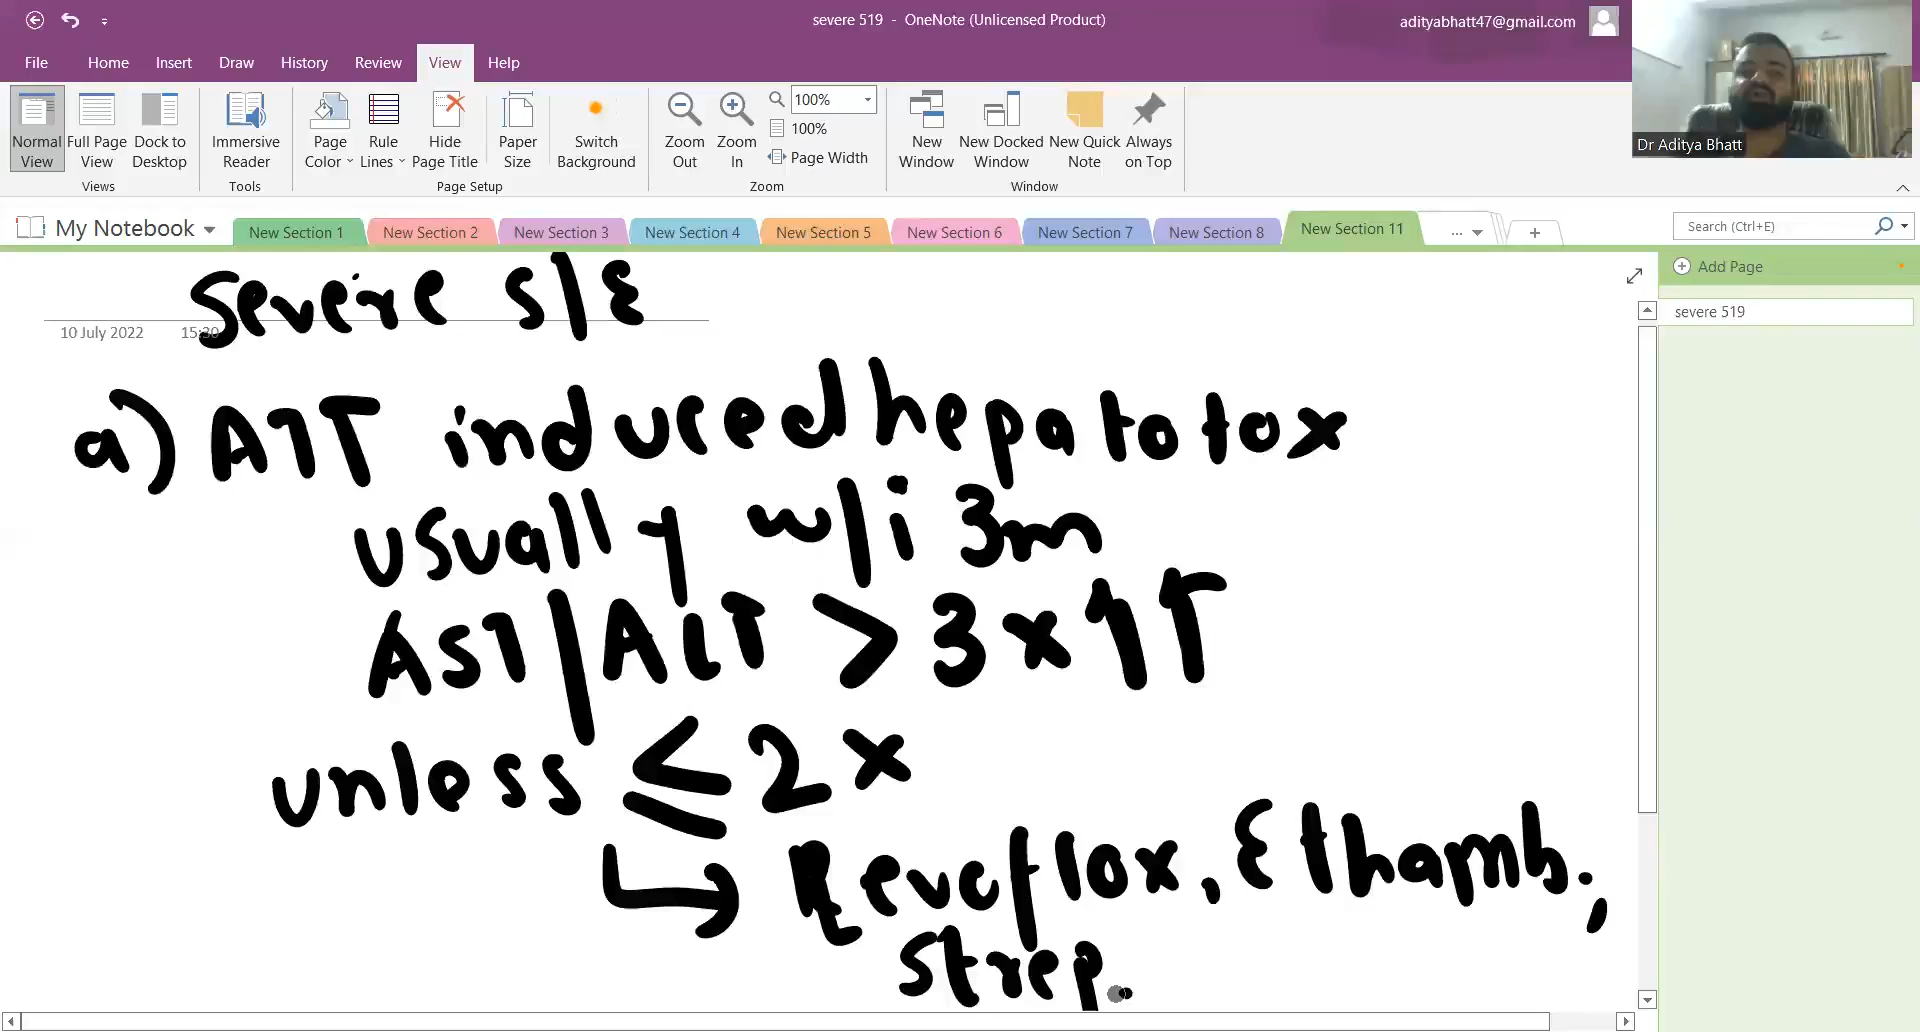 severe 519 - OneNote (Unlicensed Product)
adityabhatt47@gmail.com
File Home Insert Draw History Review View Help
Normal View
Full Page View
Dock to Desktop
Immersive Reader
Page Color
Rule Lines
Hide Page Title
Paper Size
Switch Background
Zoom Out
Zoom In
100%
100%
Page Width
New Window
New Docked Window
New Quick Note
Always on Top
Views Tools Page Setup Zoom Window
Dr Aditya Bhatt
My Notebook New Section 1 New Section 2 New Section 3 New Section 4 New Section 5 New Section 6 New Section 7 New Section 8 New Section 11 ...
Search (Ctrl+E)
Add Page
severe 519
Severe S/E
10 July 2022 15:30
a) ATT induced hepatotox
usually w/i 3m
AST/ALT > 3x ↑↑
unless ≤ 2x
↳ Levoflox, Ethamb.,
strep.